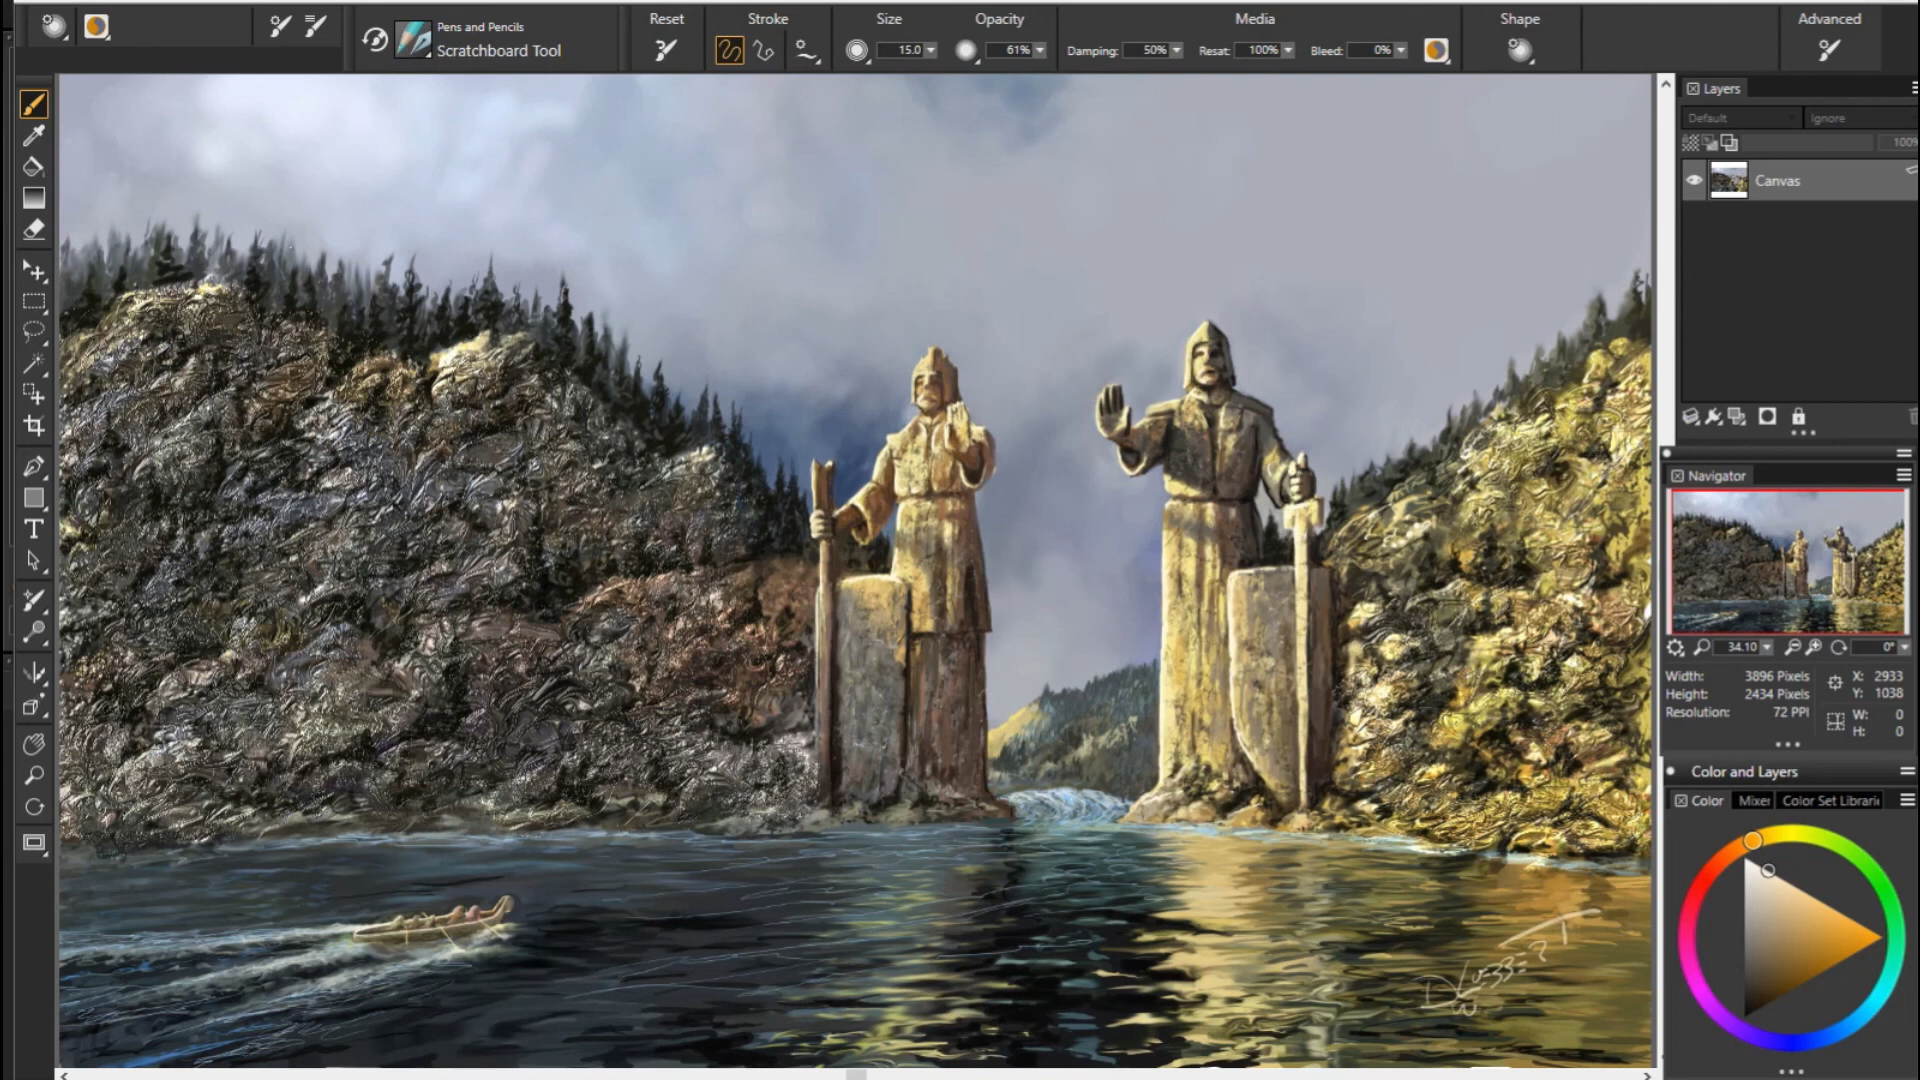 Pens and Pencils
Scratchboard Tool
Reset
Stroke
Size
15.0
Opacity
61%
Media
Damping: 50%
Resat: 100%
Bleed: 0%
Shape
Advanced
Layers
Default
Ignore
100%
Canvas
Navigator
34.10
0°
Width: 3896 Pixels
Height: 2434 Pixels
Resolution: 72 PPI
X: 2933
Y: 1038
W: 0
H: 0
Color and Layers
Color
Mixer
Color Set Librari
T